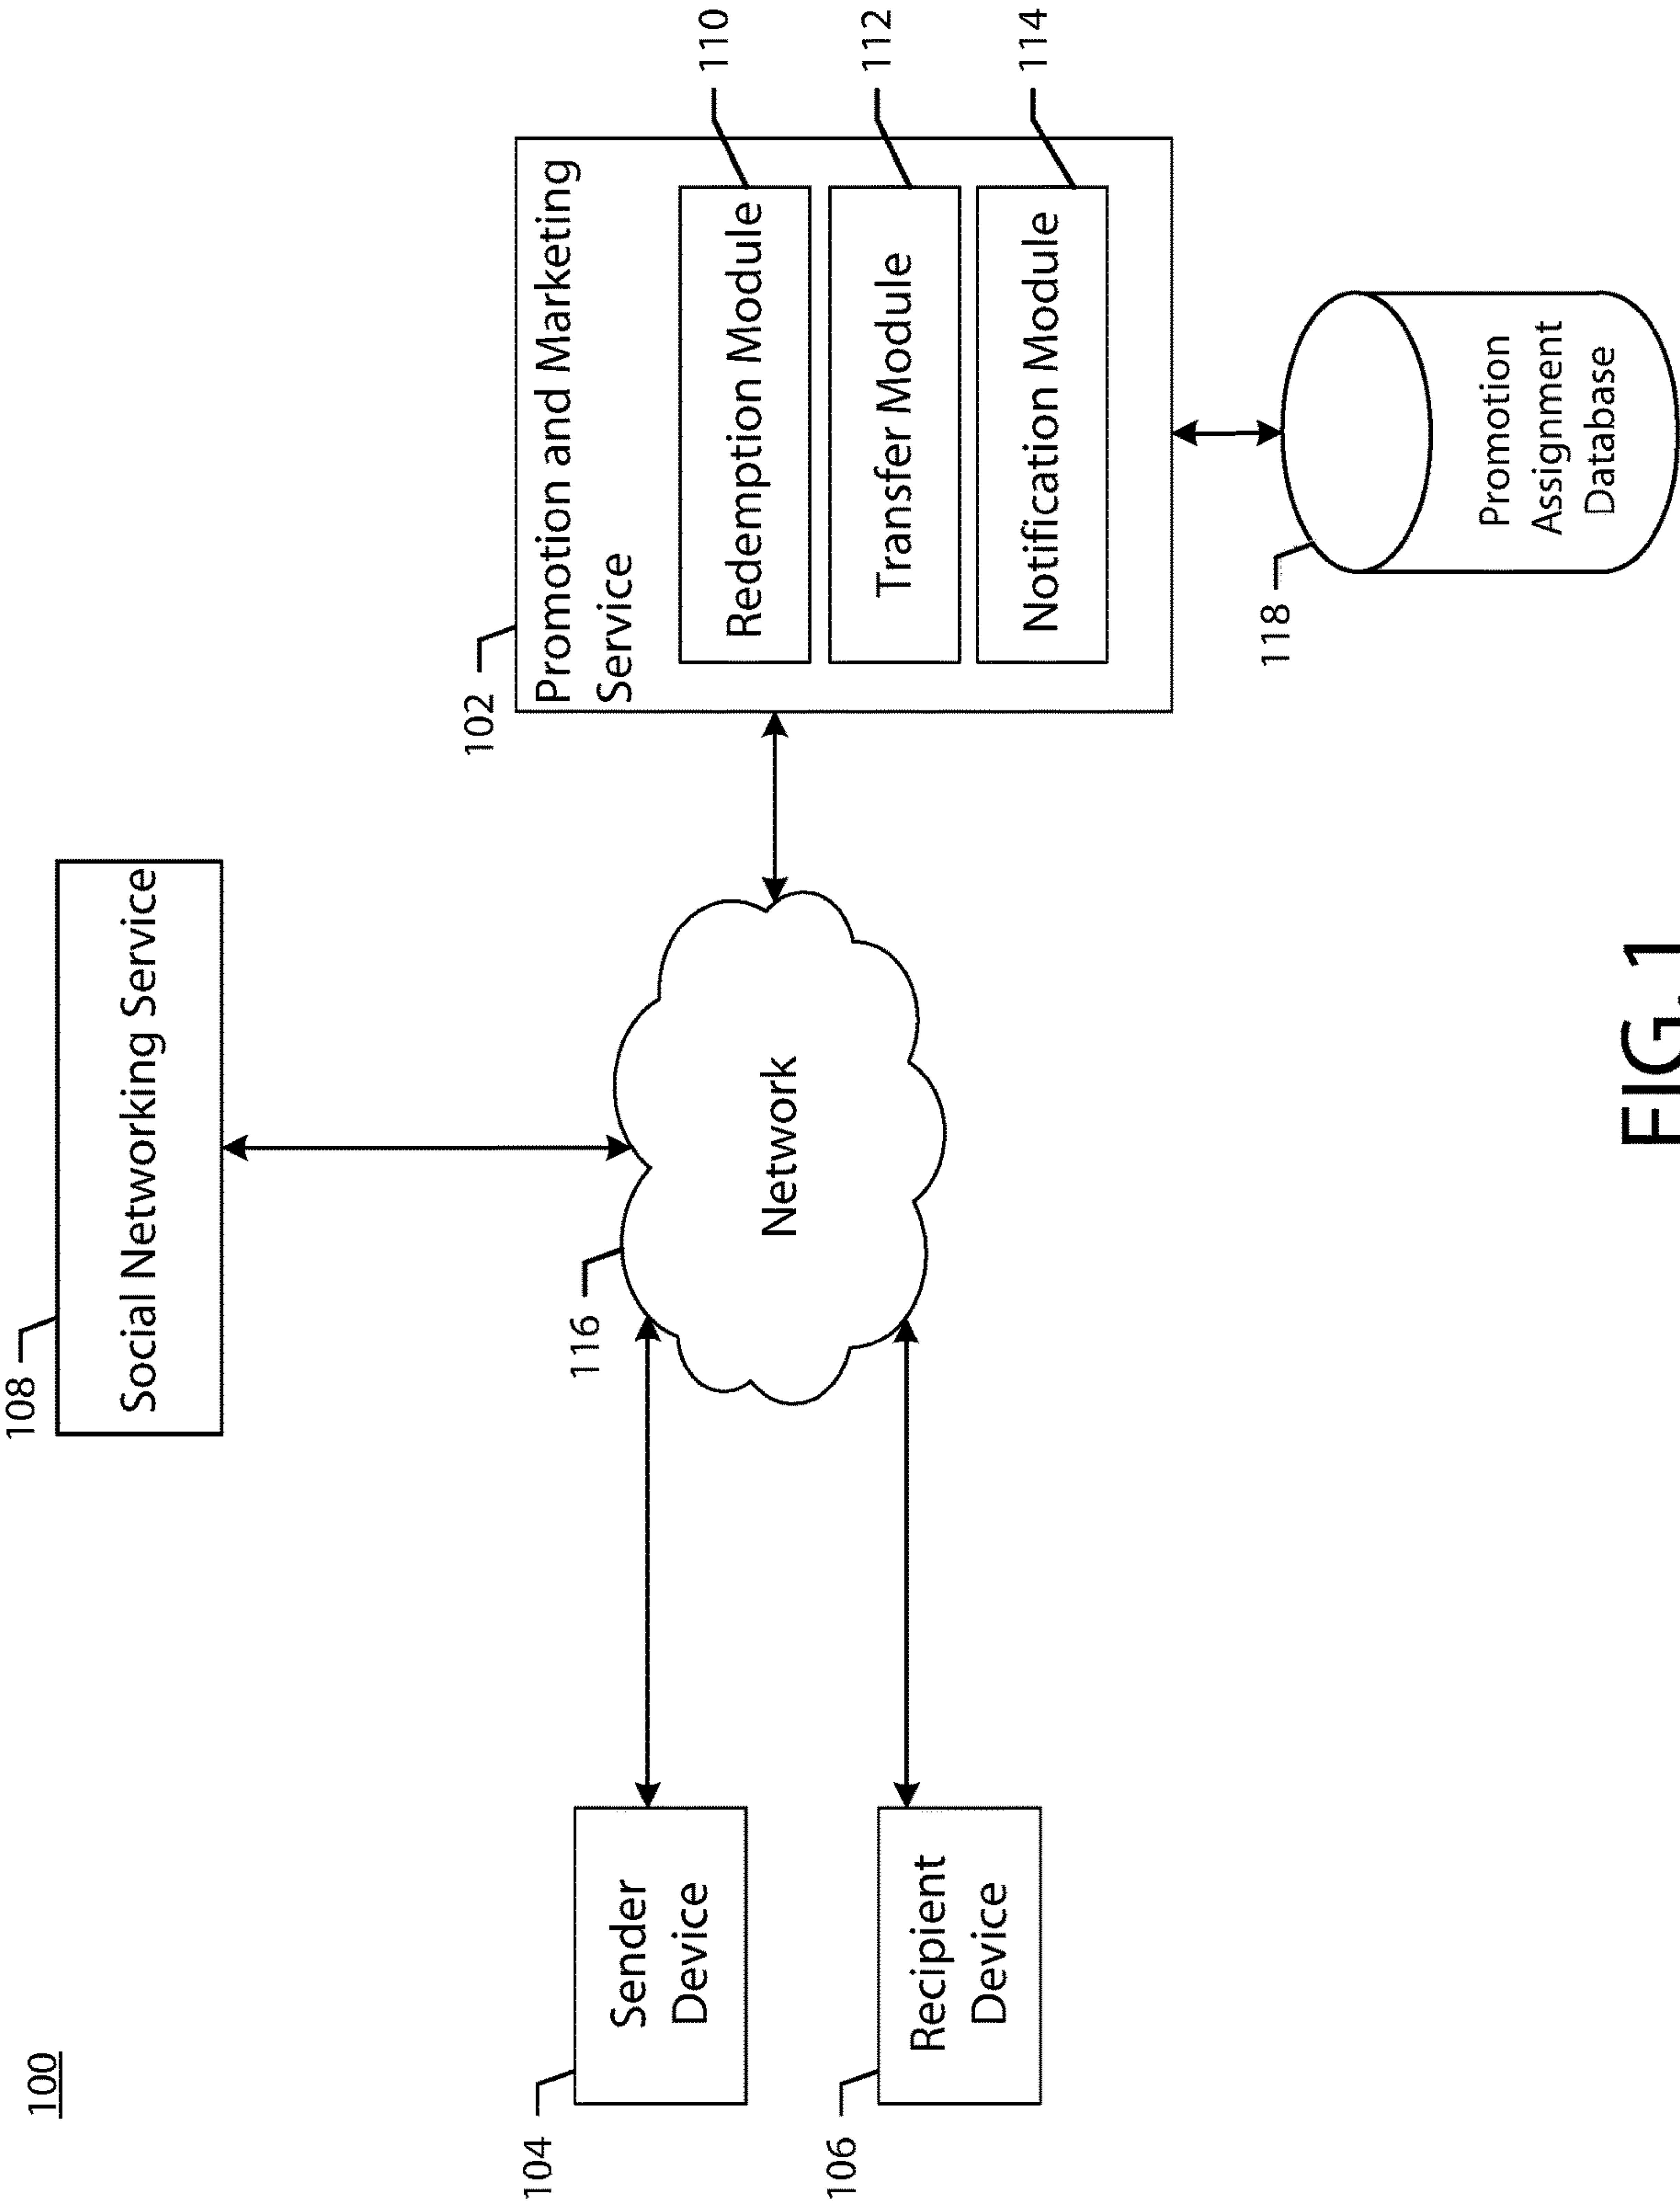 100
108
Social Networking Service
102
Promotion and Marketing
Service
110
Redemption Module
112
Transfer Module
114
Notification Module
116
Network
104
Sender
Device
106
Recipient
Device
118
Promotion
Assignment
Database
FIG. 1